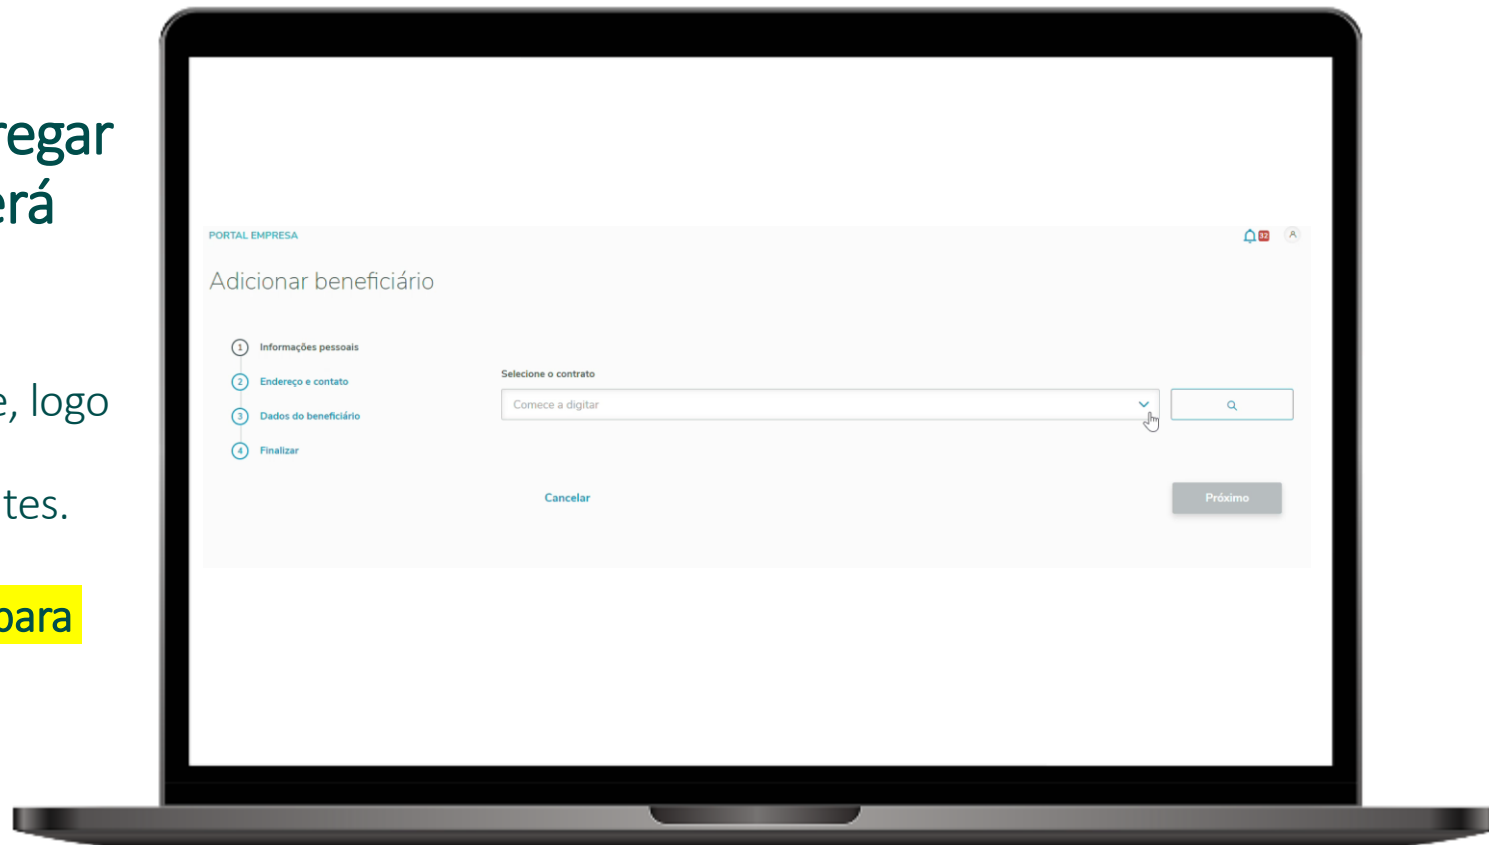 regar
erá
e, logo
tes.
para
PORTAL EMPRESA
32
Adicionar beneficiário
1 Informações pessoais
2 Endereço e contato
3 Dados do beneficiário
4 Finalizar
Selecione o contrato
Comece a digitar
Cancelar
Próximo